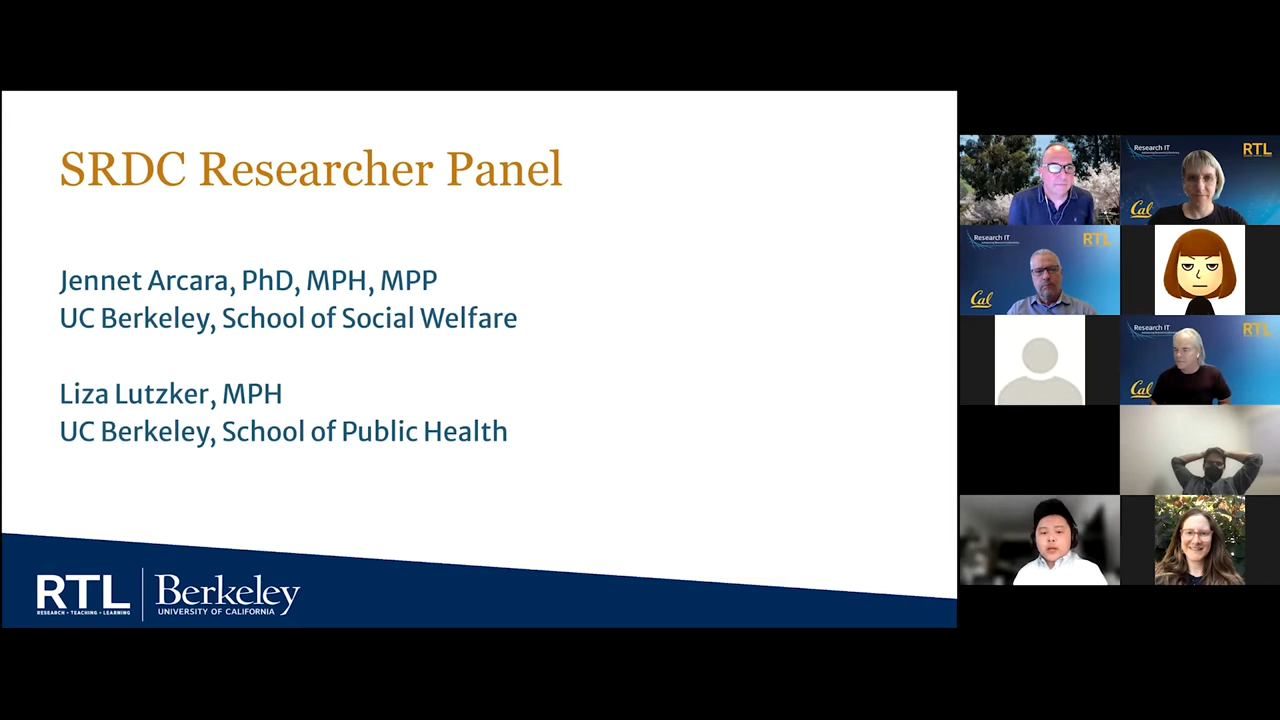 SRDC Researcher Panel
Jennet Arcara, PhD, MPH, MPP
UC Berkeley, School of Social Welfare
Liza Lutzker, MPH
UC Berkeley, School of Public Health
RTL
RESEARCH + TEACHING + LEARNING
Berkeley
UNIVERSITY OF CALIFORNIA
Research IT
RTL
Cal
Research IT
RTL
Cal
Research IT
RTL
Cal